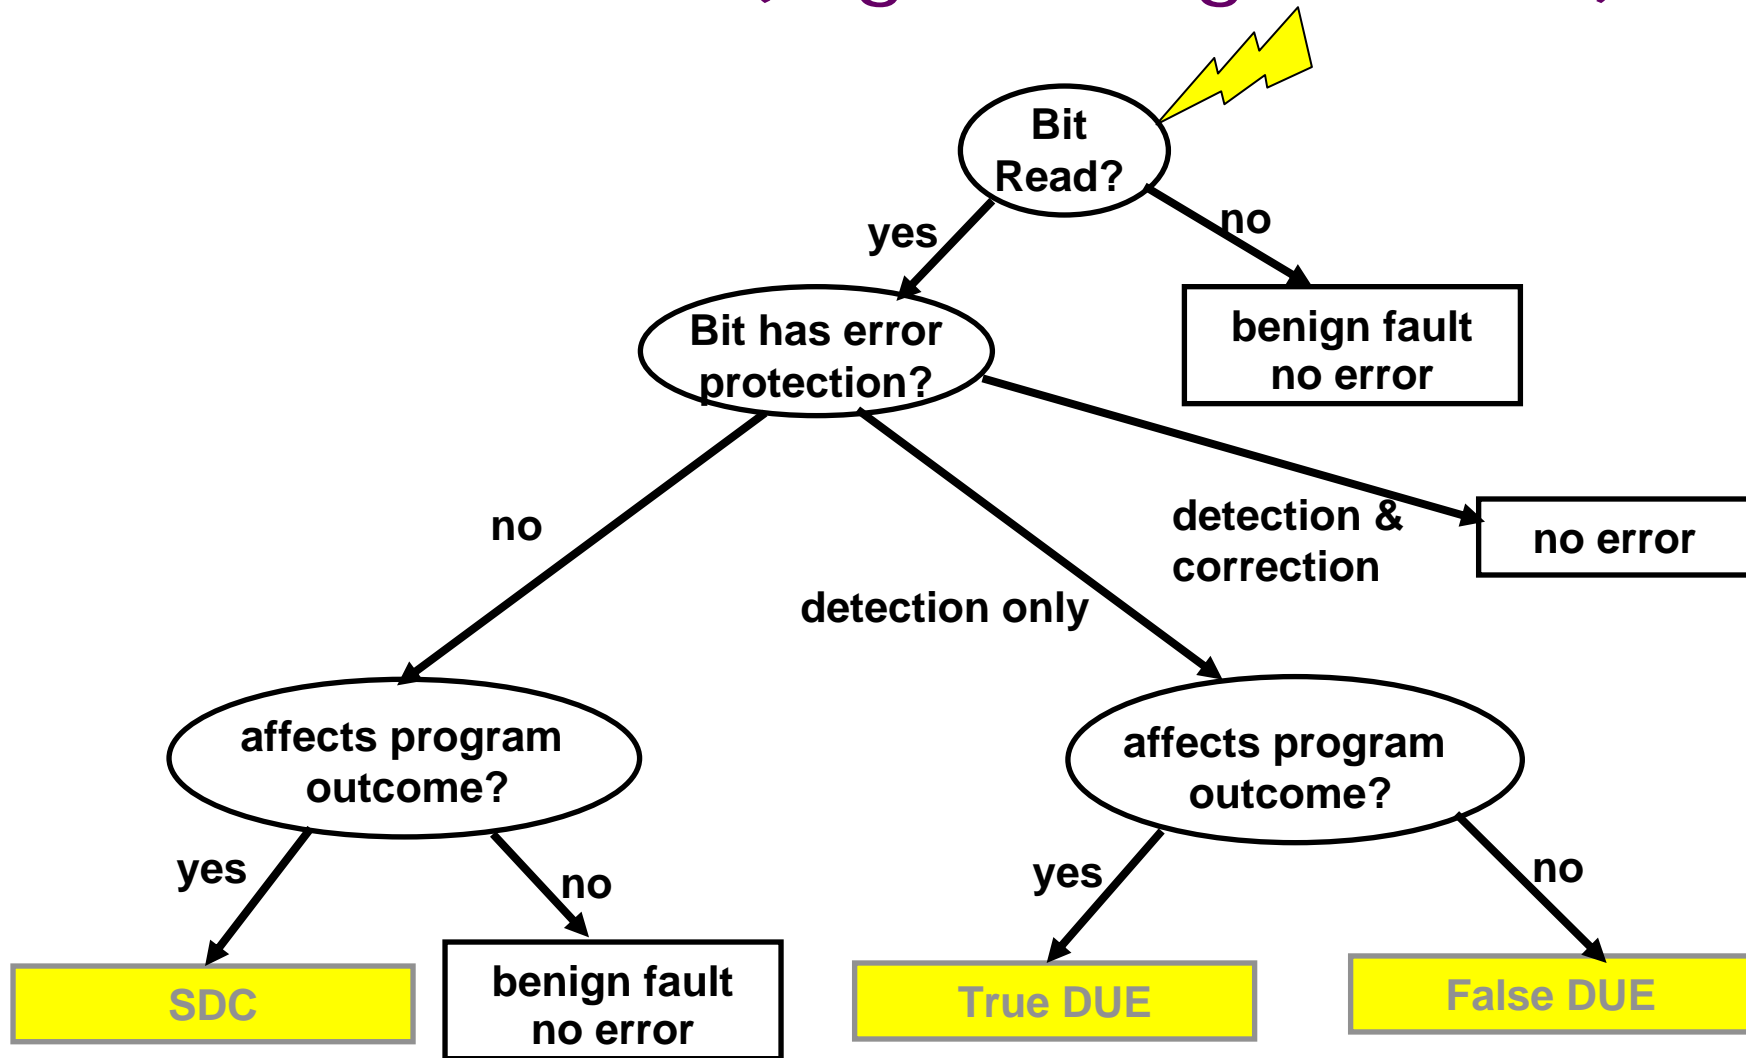 Bit
Read?
yes
no
Bit has error
protection?
benign fault
no error
no
detection only
detection &
correction
no error
affects program
outcome?
affects program
outcome?
yes
no
yes
no
SDC
benign fault
no error
True DUE
False DUE